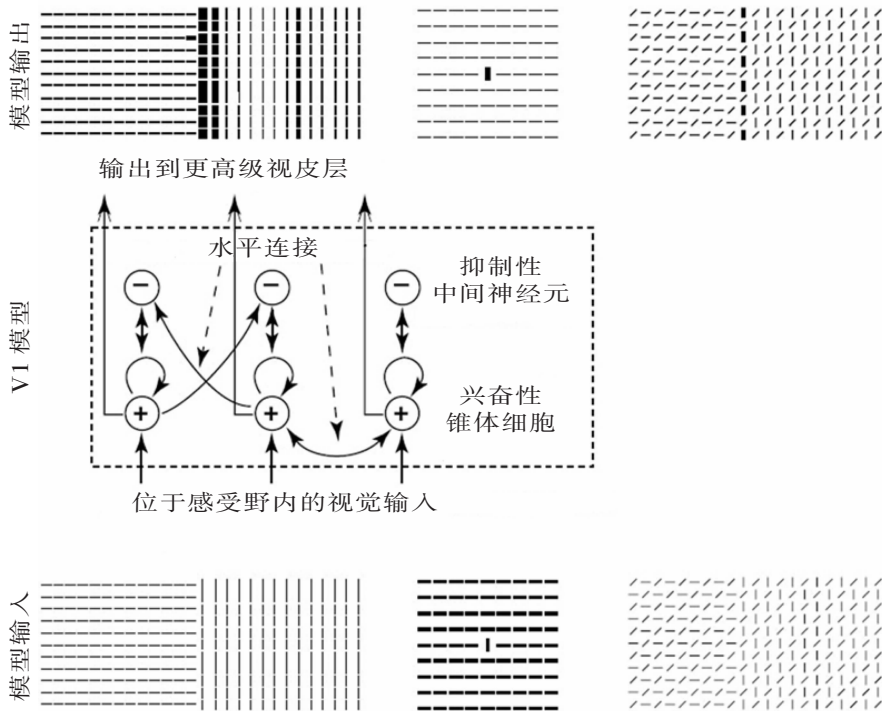 模型输出
输出到更高级视皮层
水平连接
抑制性
中间神经元
V1模型
兴奋性
锥体细胞
位于感受野内的视觉输入
模型输入